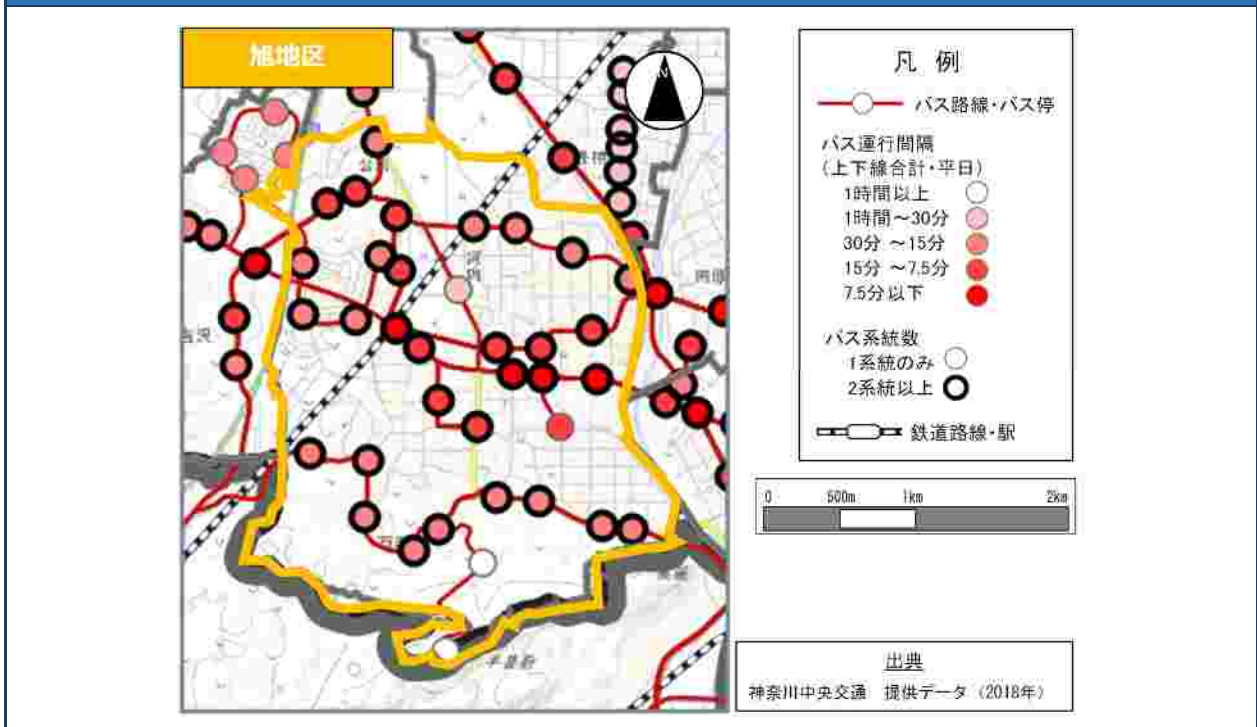 旭地区
N
凡 例
バス路線・バス停
バス運行間隔
(上下線合計・平日)
1時間以上
1時間～30分
30分 ～15分
15分 ～7.5分
7.5分以下
バス系統数
1系統のみ
2系統以上
鉄道路線・駅
0 500m 1km 2km
出典
神奈川中央交通 提供データ (2018年)